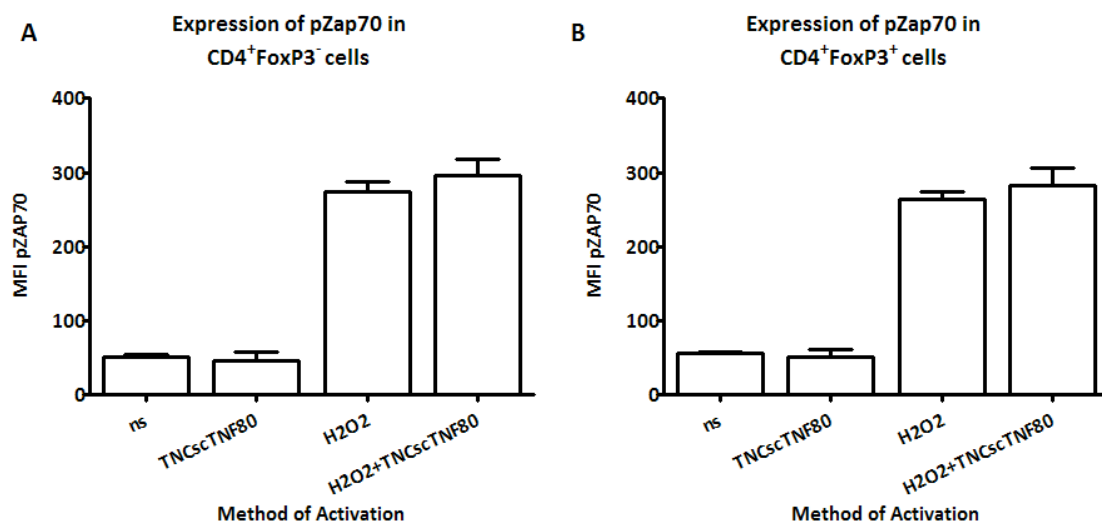 A
Expression of pZap70 in
CD4⁺FoxP3⁻ cells
MFI pZAP70
400
300
200
100
0
ns
TNCscTNF80
H2O2
H2O2+TNCscTNF80
Method of Activation
B
Expression of pZap70 in
CD4⁺FoxP3⁺ cells
MFI pZAP70
400
300
200
100
0
ns
TNCscTNF80
H2O2
H2O2+TNCscTNF80
Method of Activation